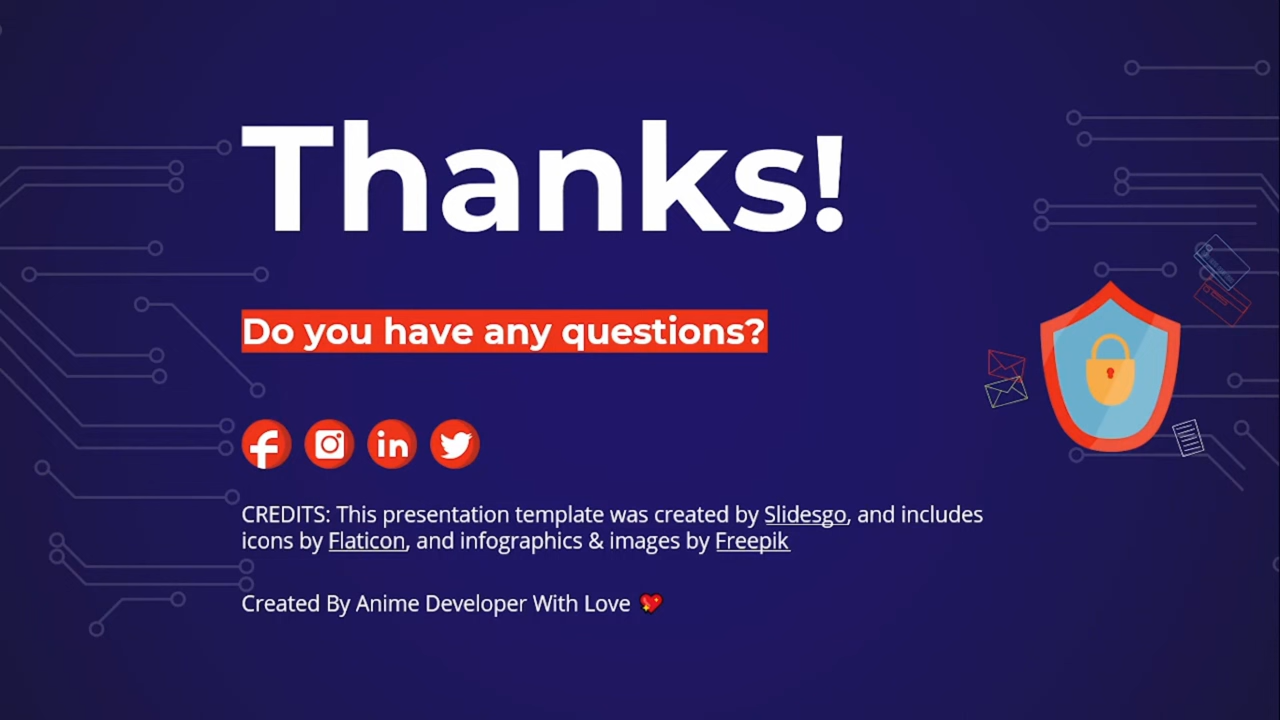 Thanks!
Do you have any questions?
CREDITS: This presentation template was created by Slidesgo, and includes
icons by Flaticon, and infographics & images by Freepik
Created By Anime Developer With Love 💖